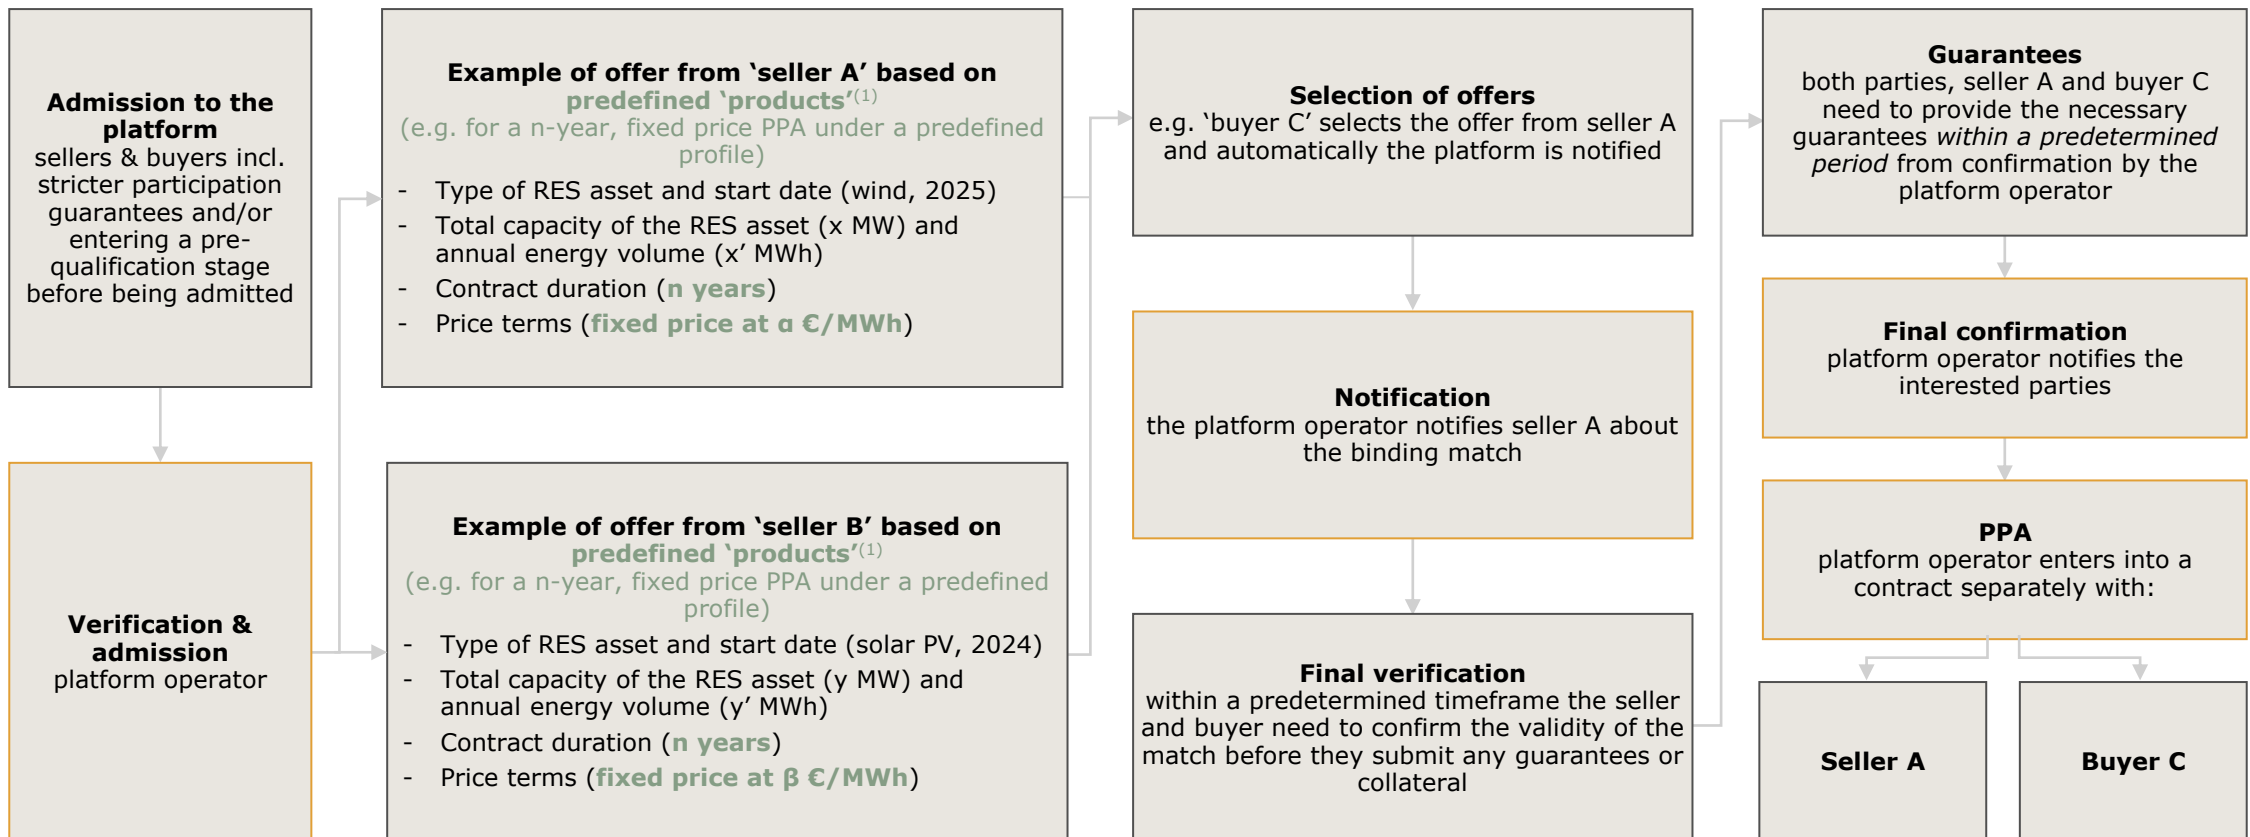 Admission to the
platform
sellers & buyers incl.
stricter participation
guarantees and/or
entering a pre-
qualification stage
before being admitted
Verification &
admission
platform operator
Example of offer from ‘seller A’ based on
predefined ‘products’(1)
(e.g. for a n-year, fixed price PPA under a predefined
profile)
- Type of RES asset and start date (wind, 2025)
- Total capacity of the RES asset (x MW) and
annual energy volume (x’ MWh)
- Contract duration (n years)
- Price terms (fixed price at α €/MWh)
Example of offer from ‘seller B’ based on
predefined ‘products’(1)
(e.g. for a n-year, fixed price PPA under a predefined
profile)
- Type of RES asset and start date (solar PV, 2024)
- Total capacity of the RES asset (y MW) and
annual energy volume (y’ MWh)
- Contract duration (n years)
- Price terms (fixed price at β €/MWh)
Selection of offers
e.g. ‘buyer C’ selects the offer from seller A
and automatically the platform is notified
Notification
the platform operator notifies seller A about
the binding match
Final verification
within a predetermined timeframe the seller
and buyer need to confirm the validity of the
match before they submit any guarantees or
collateral
Guarantees
both parties, seller A and buyer C
need to provide the necessary
guarantees within a predetermined
period from confirmation by the
platform operator
Final confirmation
platform operator notifies the
interested parties
PPA
platform operator enters into a
contract separately with:
Seller A
Buyer C